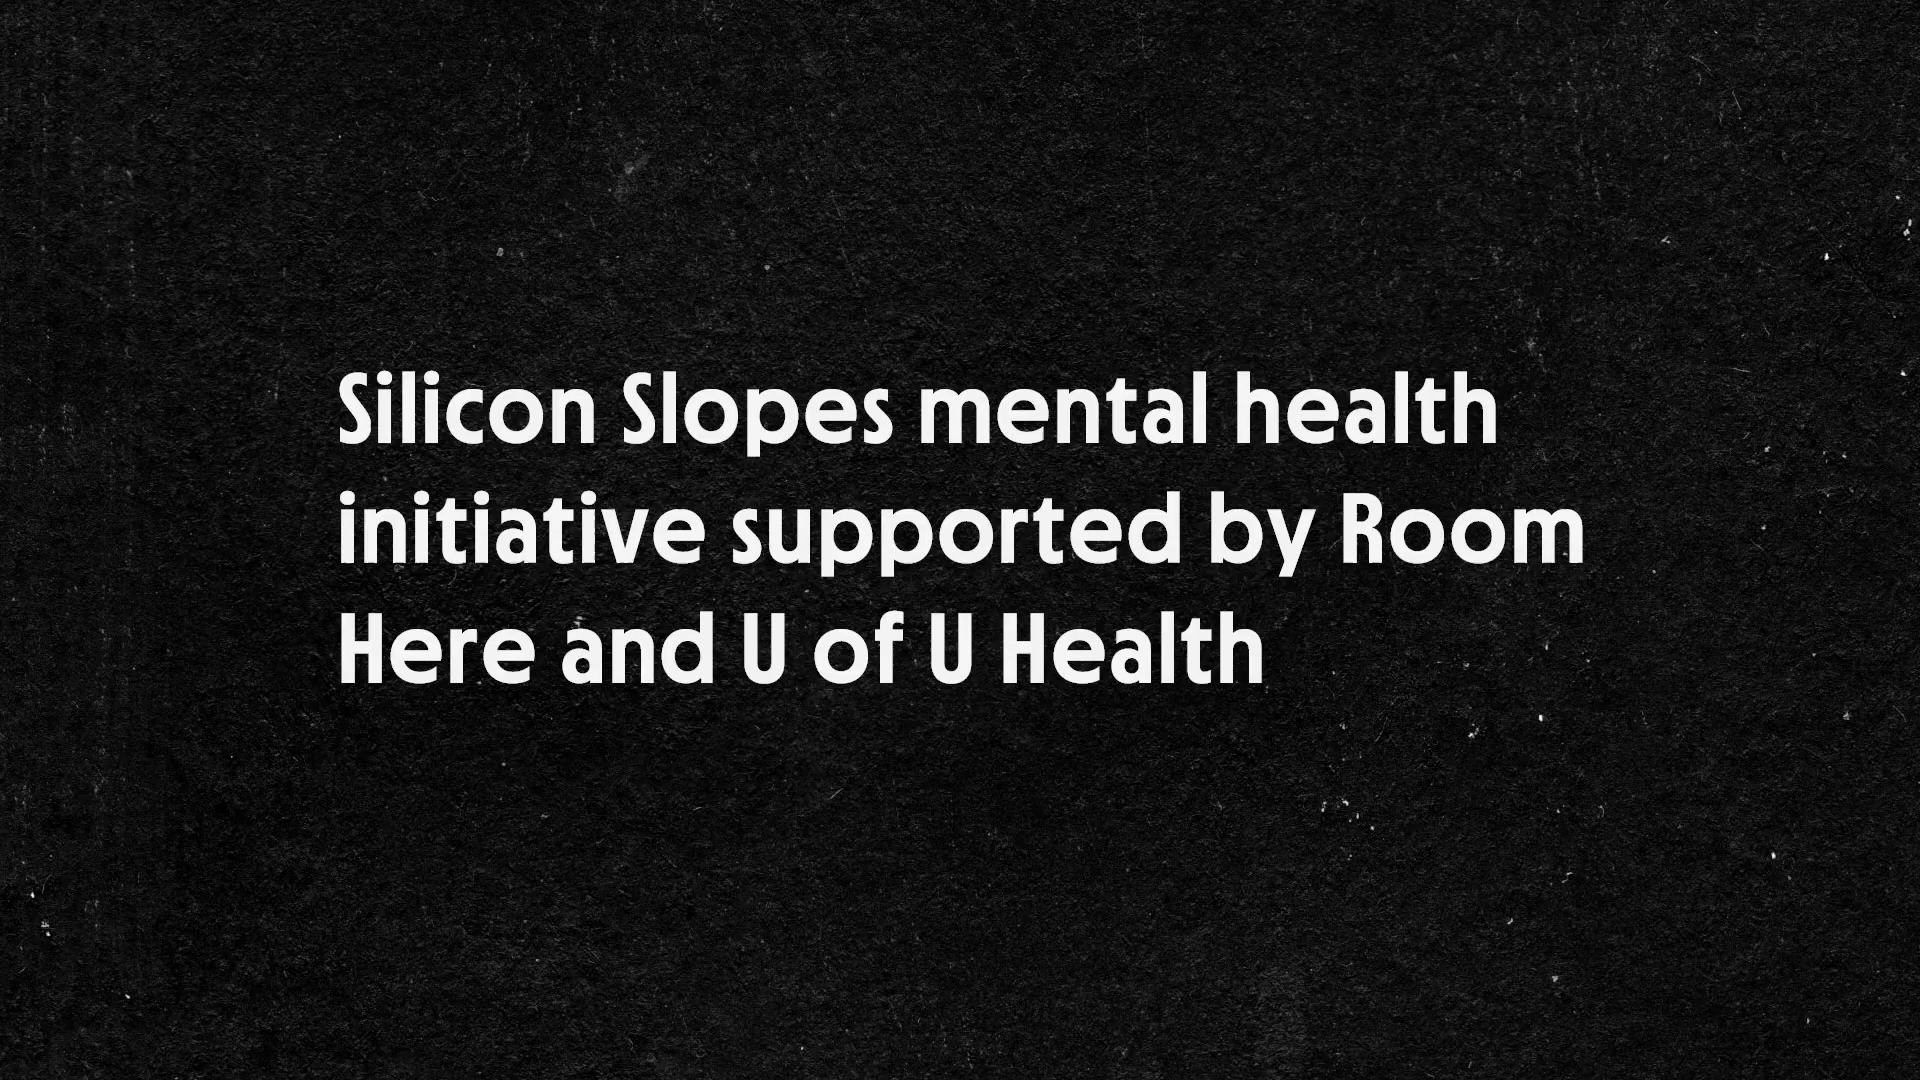 Silicon Slopes mental health
initiative supported by Room
Here and U of U Health